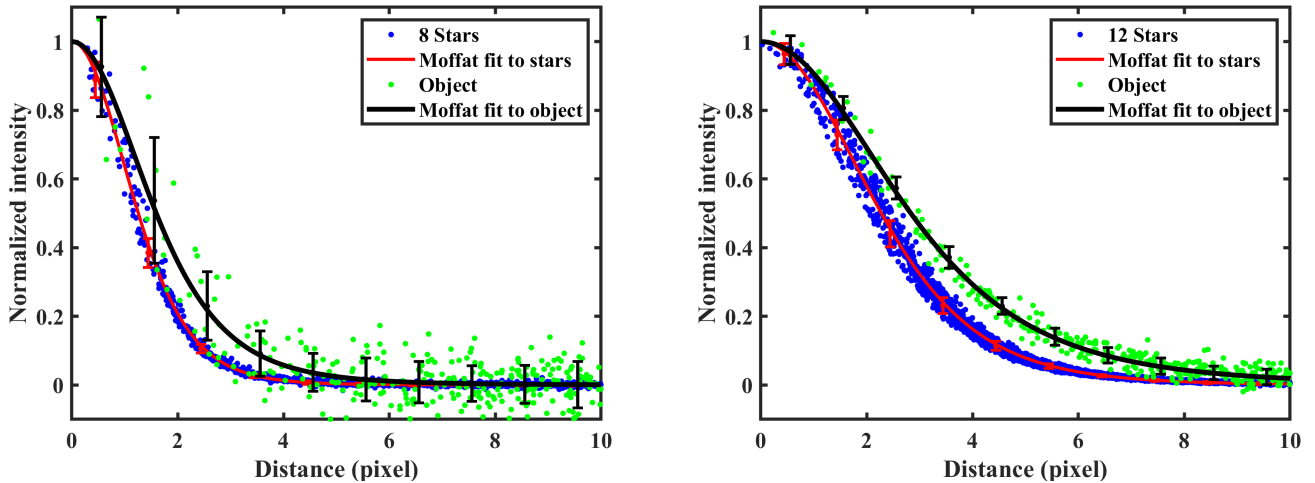 1
0.8
0.6
0.4
0.2
0
0
2
4
6
8
10
Normalized intensity
Distance (pixel)
8 Stars
Moffat fit to stars
Object
Moffat fit to object
1
0.8
0.6
0.4
0.2
0
0
2
4
6
8
10
Normalized intensity
Distance (pixel)
12 Stars
Moffat fit to stars
Object
Moffat fit to object